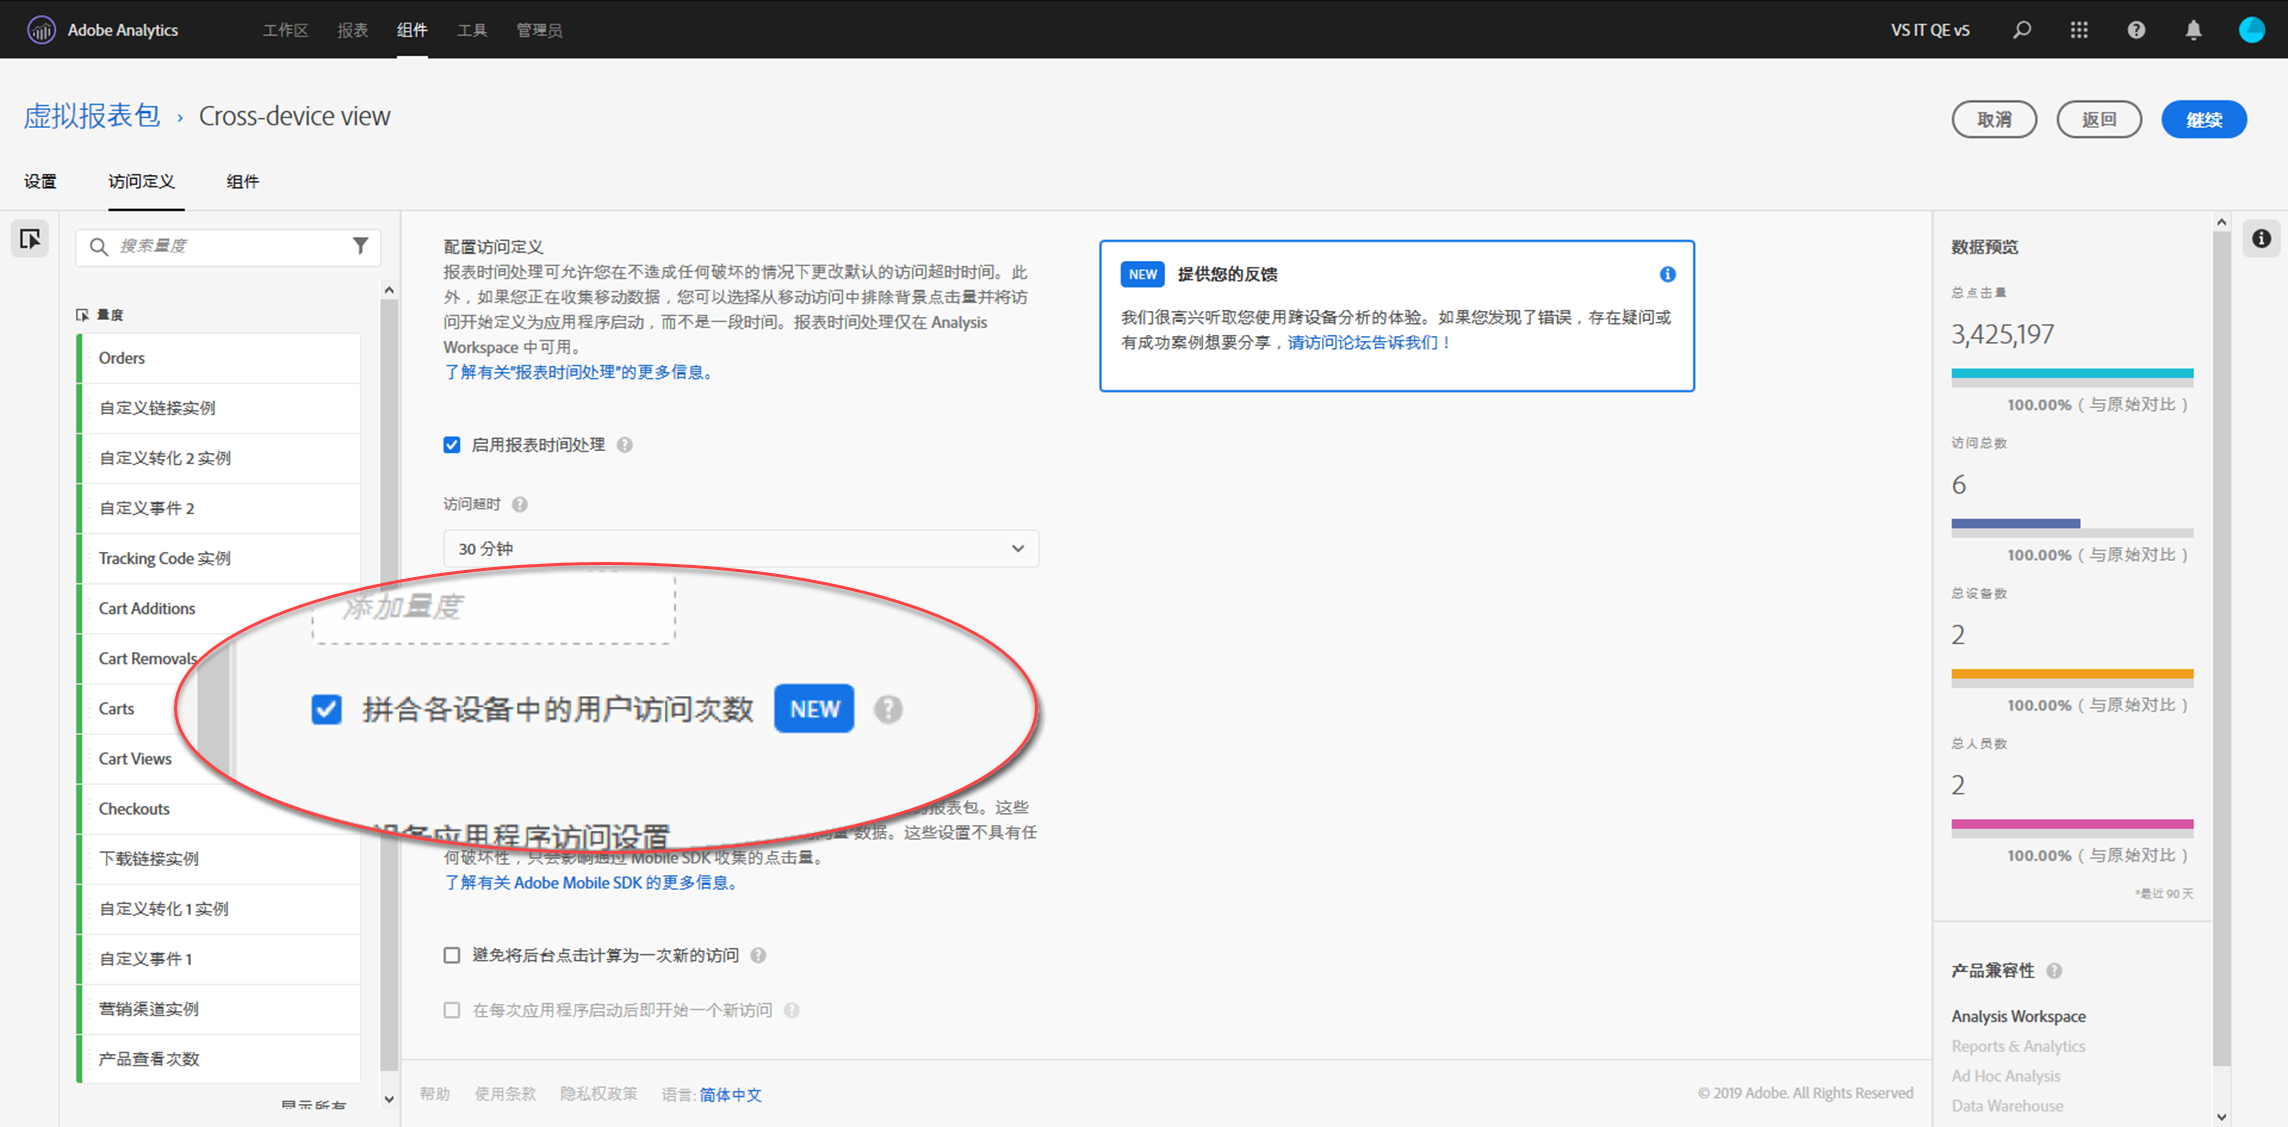 Adobe Analytics
工作区
报表
组件
工具
管理员
VS IT QE v5
虚拟报表包 › Cross-device view
取消
返回
继续
设置
访问定义
组件
搜索量度
量度
Orders
自定义链接实例
自定义转化 2 实例
自定义事件 2
Tracking Code 实例
Cart Additions
Cart Removals
Carts
Cart Views
Checkouts
下载链接实例
自定义转化 1 实例
自定义事件 1
营销渠道实例
产品查看次数
显示所有
配置访问定义
报表时间处理可允许您在不造成任何破坏的情况下更改默认的访问超时时间。此
外，如果您正在收集移动数据，您可以选择从移动访问中排除背景点击量并将访
问开始定义为应用程序启动，而不是一段时间。报表时间处理仅在 Analysis
Workspace 中可用。
了解有关“报表时间处理”的更多信息。
启用报表时间处理
访问超时
30 分钟
添加量度
拼合各设备中的用户访问次数 NEW
设备应用程序访问设置
的报表包。这些
数据。这些设置不具有任
何破坏性，只会影响通过 Mobile SDK 收集的点击量。
了解有关 Adobe Mobile SDK 的更多信息。
避免将后台点击计算为一次新的访问
在每次应用程序启动后即开始一个新访问
NEW 提供您的反馈
我们很高兴听取您使用跨设备分析的体验。如果您发现了错误，存在疑问或
有成功案例想要分享，请访问论坛告诉我们！
数据预览
总点击量
3,425,197
100.00%（与原始对比）
访问总数
6
100.00%（与原始对比）
总设备数
2
100.00%（与原始对比）
总人员数
2
100.00%（与原始对比）
*最近 90 天
产品兼容性
Analysis Workspace
Reports & Analytics
Ad Hoc Analysis
Data Warehouse
帮助
使用条款
隐私权政策
语言: 简体中文
© 2019 Adobe. All Rights Reserved